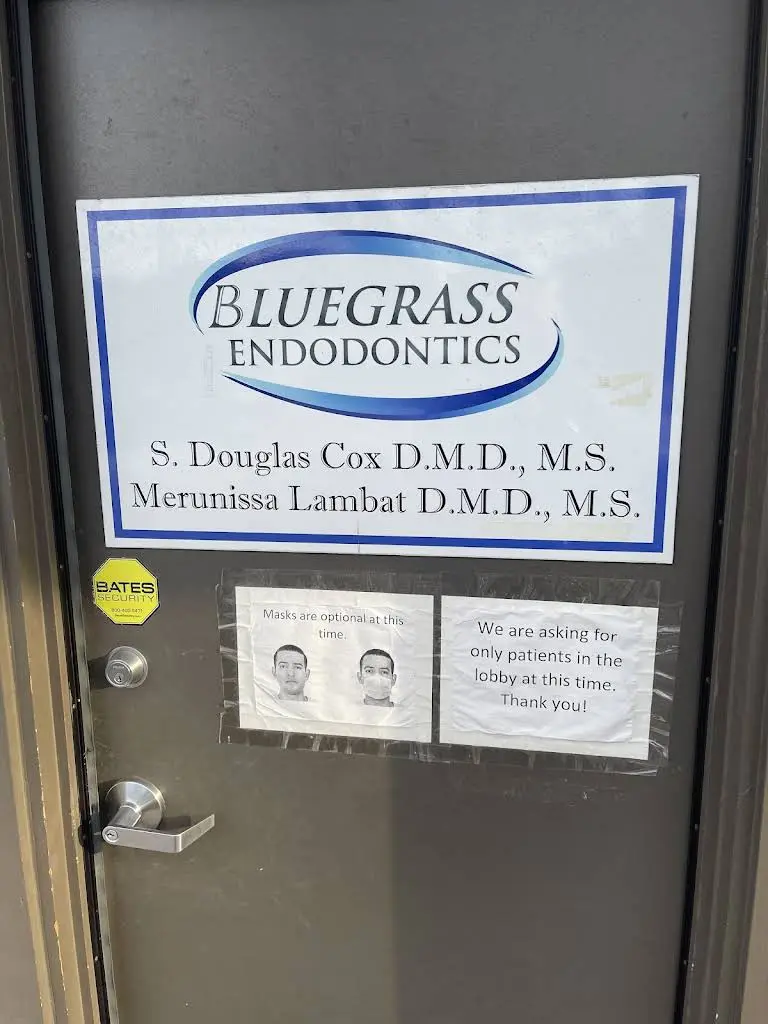 BLUEGRASS
ENDODONTICS
S. Douglas Cox D.M.D., M.S.
Merunissa Lambat D.M.D., M.S.
BATES
SECURITY
Masks are optional at this
time.
We are asking for
only patients in the
lobby at this time.
Thank you!